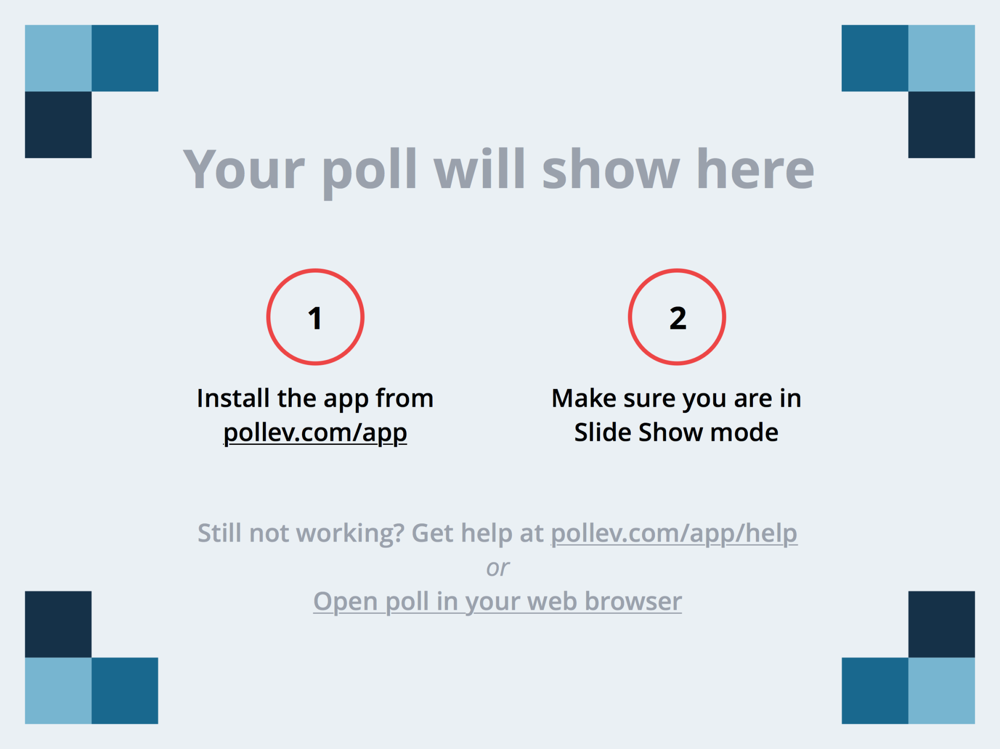 Your poll will show here
1
Install the app from
pollev.com/app
2
Make sure you are in
Slide Show mode
Still not working? Get help at pollev.com/app/help
or
Open poll in your web browser